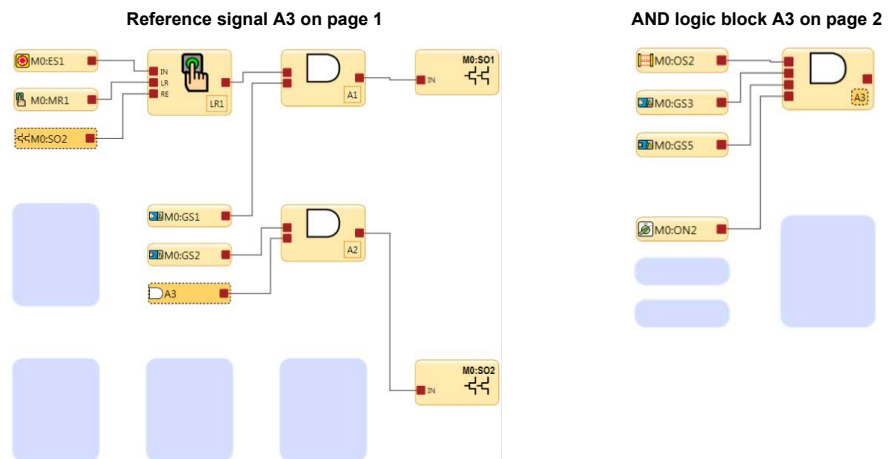 Reference signal A3 on page 1
AND logic block A3 on page 2
M0:ES1
M0:MR1
M0:SO2
IN
LR
RE
LR1
A1
IN
M0:SO1
M0:GS1
M0:GS2
A3
A2
IN
M0:SO2
M0:OS2
M0:GS3
M0:GS5
M0:ON2
A3